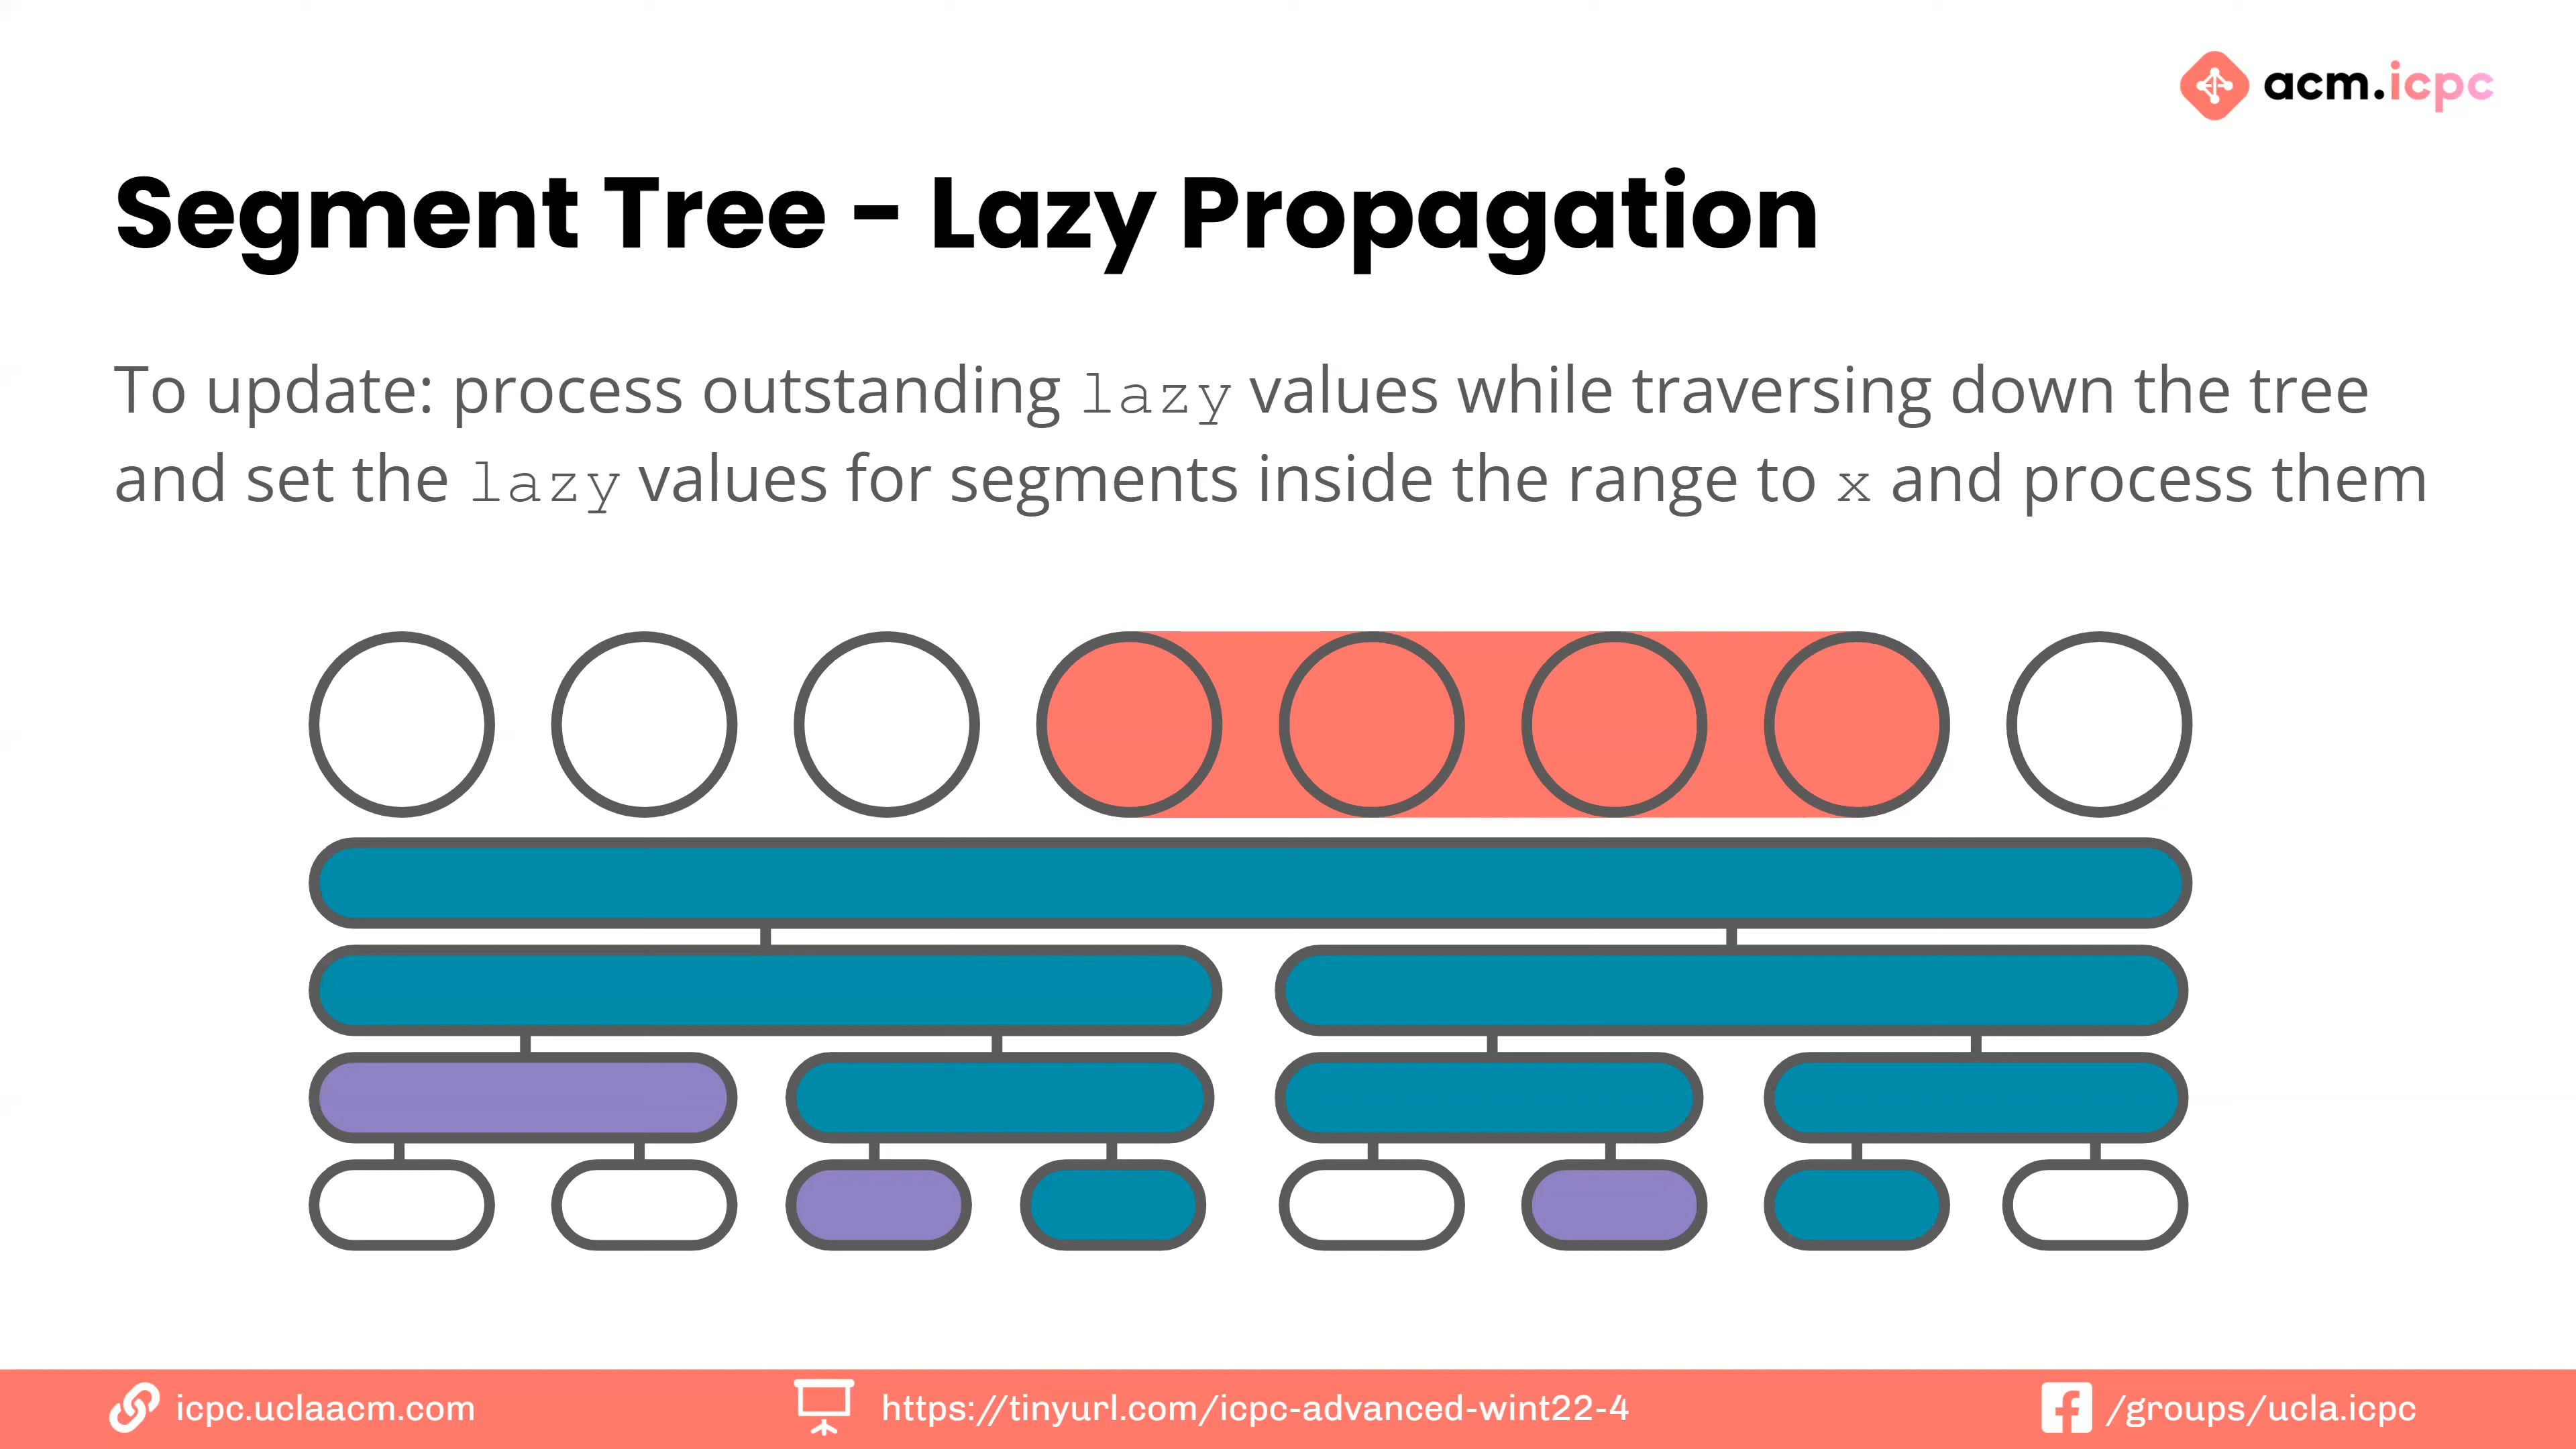 acm.icpc
Segment Tree - Lazy Propagation
To update: process outstanding lazy values while traversing down the tree
and set the lazy values for segments inside the range to x and process them
icpc.uclaacm.com
https://tinyurl.com/icpc-advanced-wint22-4
/groups/ucla.icpc